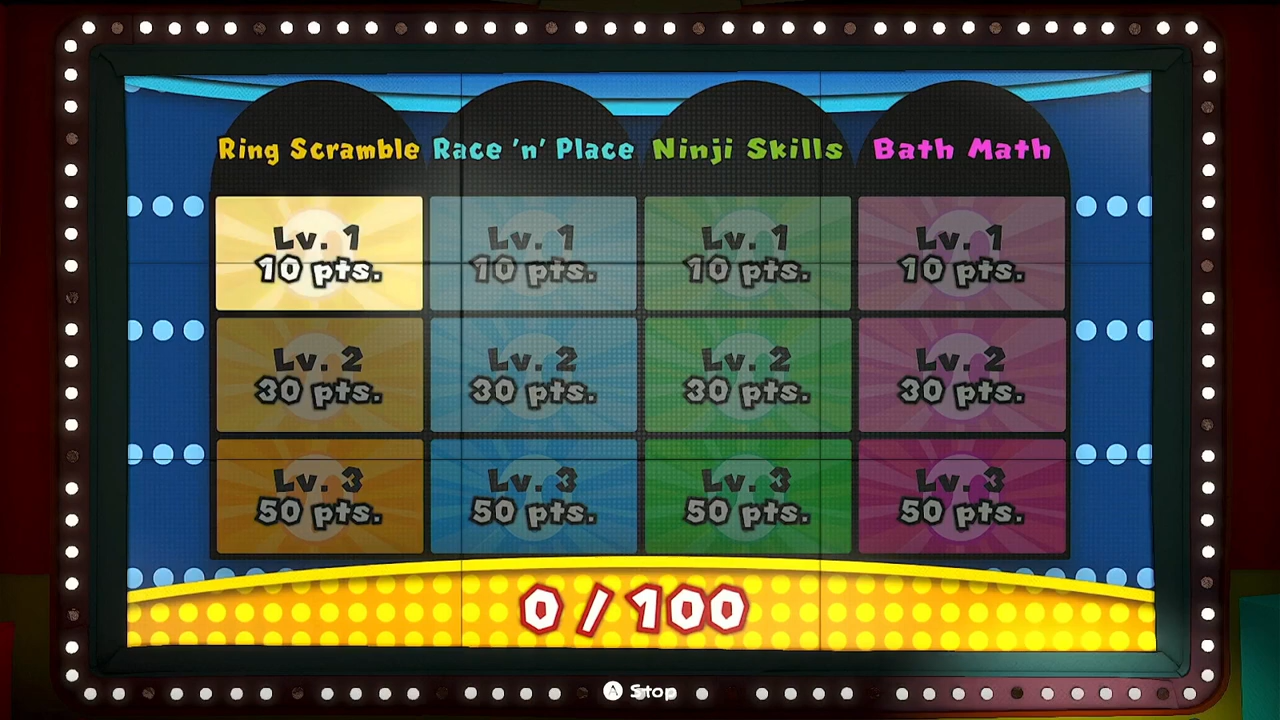 Ring Scramble Race 'n' Place Ninji Skills Bath Math
Lv. 1 Lv. 1 Lv. 1 Lv. 1
10 pts. 10 pts. 10 pts. 10 pts.
Lv. 2 Lv. 2 Lv. 2 Lv. 2
30 pts. 30 pts. 30 pts. 30 pts.
Lv. 3 Lv. 3 Lv. 3 Lv. 3
50 pts. 50 pts. 50 pts. 50 pts.
0 / 100
A Stop